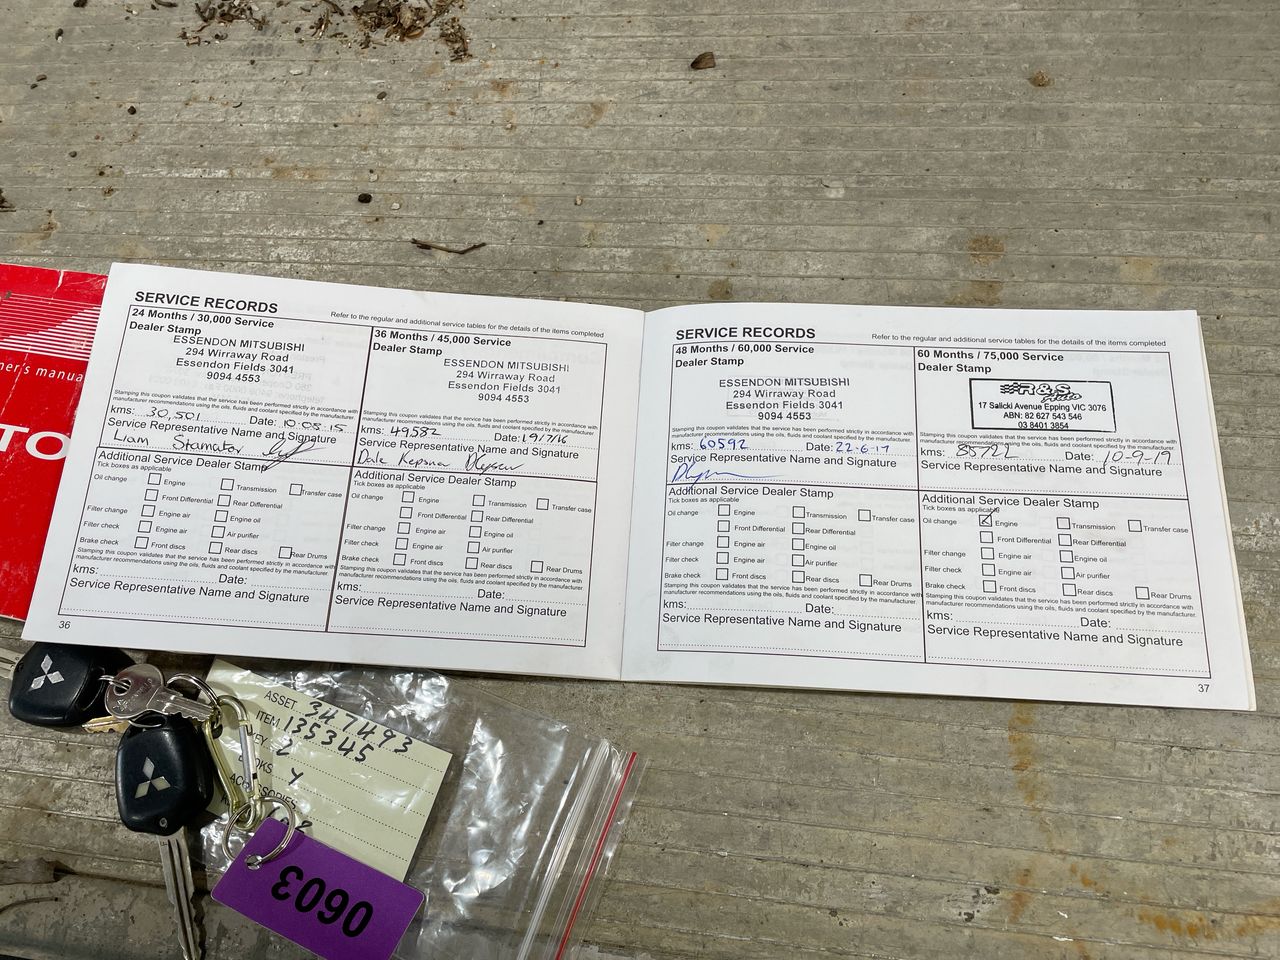 SERVICE RECORDS
Refer to the regular and additional service tables for the details of the items completed
24 Months / 30,000 Service
Dealer Stamp
ESSENDON MITSUBISHI
294 Wirraway Road
Essendon Fields 3041
9094 4553
Stamping this coupon validates that the service has been performed strictly in accordance with
manufacturer recommendations using the oils, fluids and coolant specified by the manufacturer.
kms: 30,501 Date: 10.08.15
Service Representative Name and Signature
Liam Stamator
Additional Service Dealer Stamp
Tick boxes as applicable
Oil change Engine Transmission Transfer case
Front Differential Rear Differential
Filter change Engine air Engine oil
Filter check Engine air Air purifier
Brake check Front discs Rear discs Rear Drums
Stamping this coupon validates that the service has been performed strictly in accordance with
manufacturer recommendations using the oils, fluids and coolant specified by the manufacturer.
kms: Date:
Service Representative Name and Signature
36
36 Months / 45,000 Service
Dealer Stamp
ESSENDON MITSUBISHI
294 Wirraway Road
Essendon Fields 3041
9094 4553
Stamping this coupon validates that the service has been performed strictly in accordance with
manufacturer recommendations using the oils, fluids and coolant specified by the manufacturer.
kms: 49,582 Date: 19/7/16
Service Representative Name and Signature
Dale
Additional Service Dealer Stamp
Tick boxes as applicable
Oil change Engine Transmission Transfer case
Front Differential Rear Differential
Filter change Engine air Engine oil
Filter check Engine air Air purifier
Brake check Front discs Rear discs Rear Drums
Stamping this coupon validates that the service has been performed strictly in accordance with
manufacturer recommendations using the oils, fluids and coolant specified by the manufacturer.
kms: Date:
Service Representative Name and Signature
SERVICE RECORDS
Refer to the regular and additional service tables for the details of the items completed
48 Months / 60,000 Service
Dealer Stamp
ESSENDON MITSUBISHI
294 Wirraway Road
Essendon Fields 3041
9094 4553
Stamping this coupon validates that the service has been performed strictly in accordance with
manufacturer recommendations using the oils, fluids and coolant specified by the manufacturer.
kms: 60592 Date: 22-6-17
Service Representative Name and Signature
Additional Service Dealer Stamp
Tick boxes as applicable
Oil change Engine Transmission Transfer case
Front Differential Rear Differential
Filter change Engine air Engine oil
Filter check Engine air Air purifier
Brake check Front discs Rear discs Rear Drums
Stamping this coupon validates that the service has been performed strictly in accordance with
manufacturer recommendations using the oils, fluids and coolant specified by the manufacturer.
kms: Date:
Service Representative Name and Signature
60 Months / 75,000 Service
Dealer Stamp
R&S Auto
17 Salicki Avenue Epping VIC 3076
ABN: 82 627 543 546
03 8401 3854
Stamping this coupon validates that the service has been performed strictly in accordance with
manufacturer recommendations using the oils, fluids and coolant specified by the manufacturer.
kms: 85722 Date: 10-9-19
Service Representative Name and Signature
Additional Service Dealer Stamp
Tick boxes as applicable
Oil change Engine Transmission Transfer case
Front Differential Rear Differential
Filter change Engine air Engine oil
Filter check Engine air Air purifier
Brake check Front discs Rear discs Rear Drums
Stamping this coupon validates that the service has been performed strictly in accordance with
manufacturer recommendations using the oils, fluids and coolant specified by the manufacturer.
kms: Date:
Service Representative Name and Signature
37
ner's manua
TO
ASSET 347493
ITEM 135345
KEY 2
BOOKS Y
ACCESSORIES
0603